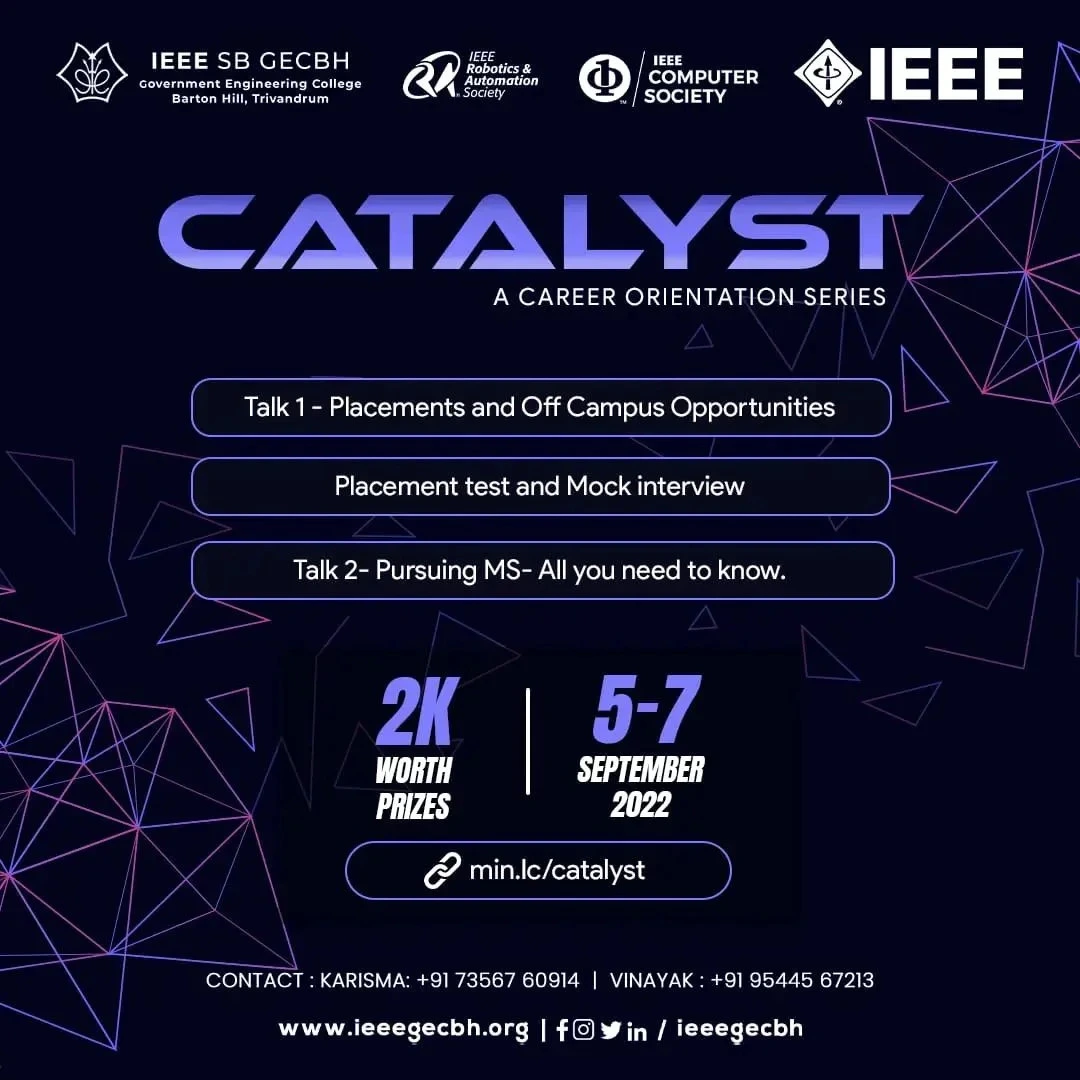 IEEE SB GECBH
Government Engineering College
Barton Hill, Trivandrum
IEEE
Robotics &
Automation
Society
IEEE
COMPUTER
SOCIETY
IEEE
CATALYST
A CAREER ORIENTATION SERIES
Talk 1 - Placements and Off Campus Opportunities
Placement test and Mock interview
Talk 2- Pursuing MS- All you need to know.
2K
WORTH
PRIZES
5-7
SEPTEMBER
2022
min.lc/catalyst
CONTACT : KARISMA: +91 73567 60914 | VINAYAK : +91 95445 67213
www.ieeegecbh.org | / ieeegecbh